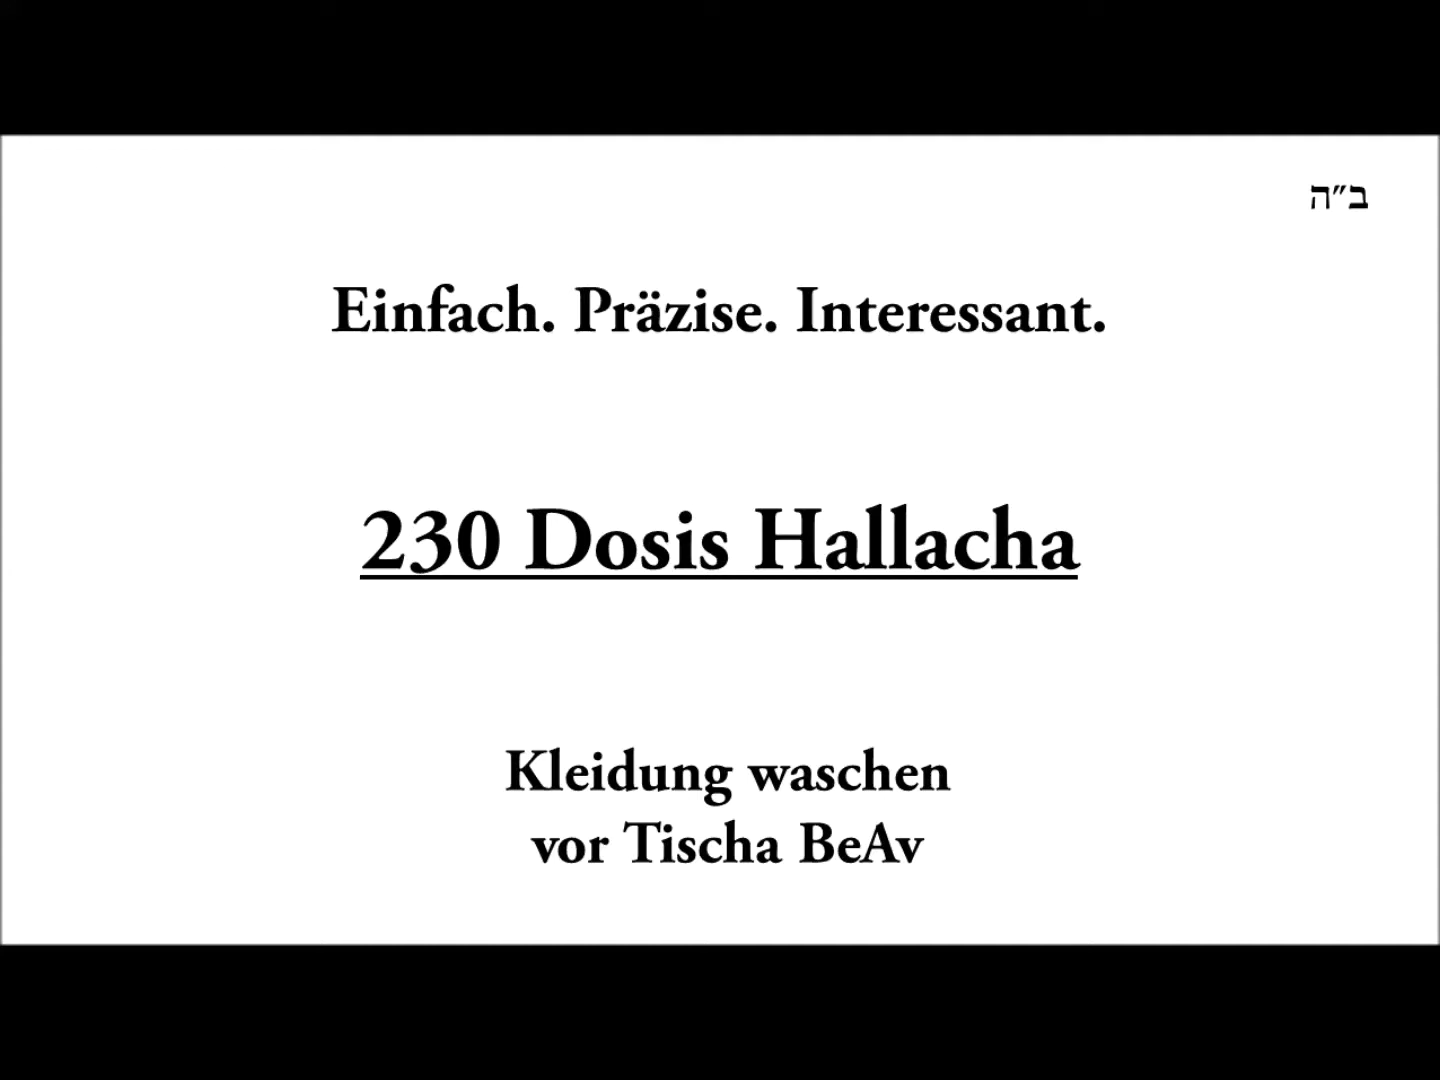 ב״ה
Einfach. Präzise. Interessant.
230 Dosis Hallacha
Kleidung waschen
vor Tischa BeAv